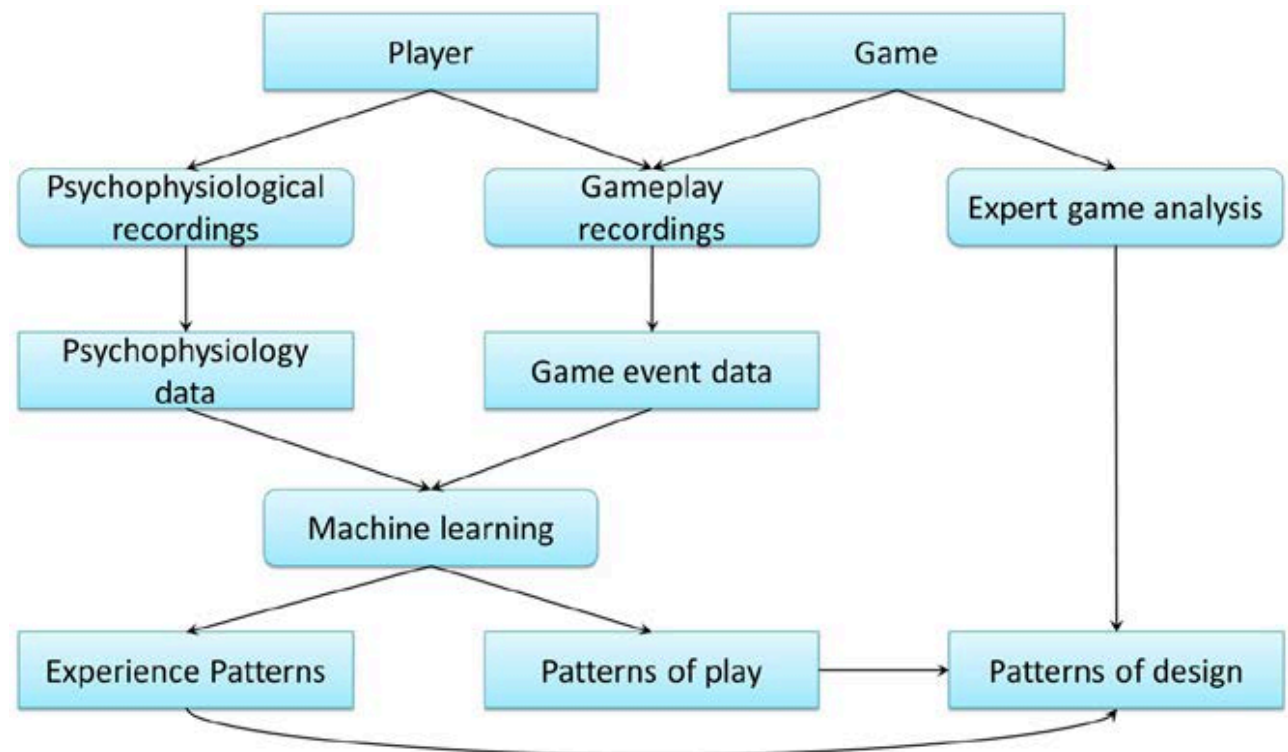 Player
Game
Psychophysiological
recordings
Gameplay
recordings
Expert game analysis
Psychophysiology
data
Game event data
Machine learning
Experience Patterns
Patterns of play
Patterns of design